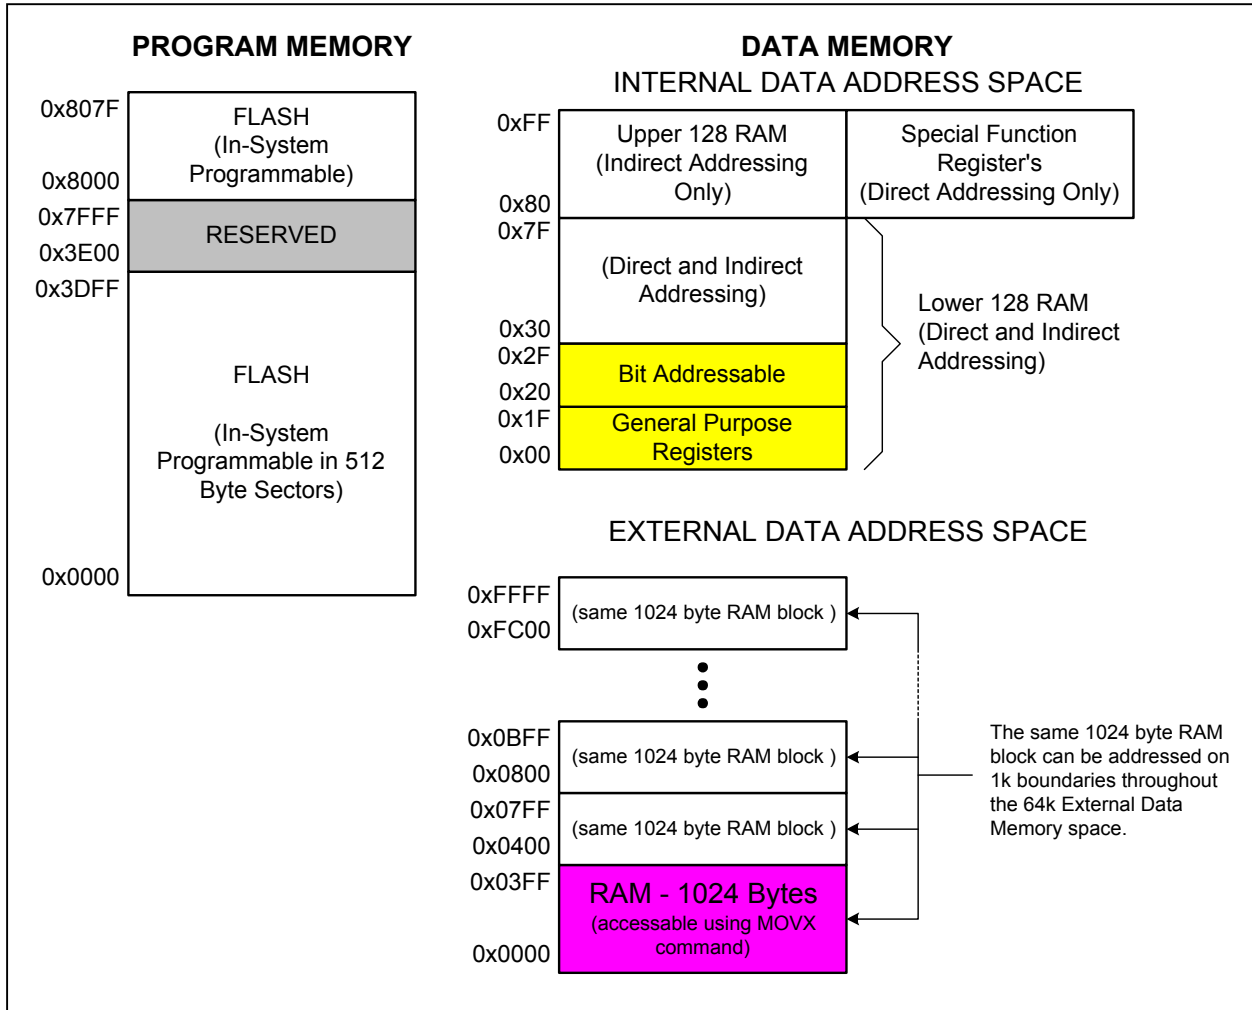 PROGRAM MEMORY
0x807F
0x8000
0x7FFF
0x3E00
0x3DFF
0x0000
FLASH
(In-System
Programmable)
RESERVED
FLASH
(In-System
Programmable in 512
Byte Sectors)
DATA MEMORY
INTERNAL DATA ADDRESS SPACE
0xFF
0x80
0x7F
0x30
0x2F
0x20
0x1F
0x00
Upper 128 RAM
(Indirect Addressing
Only)
Special Function
Register's
(Direct Addressing Only)
(Direct and Indirect
Addressing)
Bit Addressable
General Purpose
Registers
Lower 128 RAM
(Direct and Indirect
Addressing)
EXTERNAL DATA ADDRESS SPACE
0xFFFF
0xFC00
(same 1024 byte RAM block )
0x0BFF
0x0800
(same 1024 byte RAM block )
0x07FF
0x0400
(same 1024 byte RAM block )
0x03FF
0x0000
RAM - 1024 Bytes
(accessable using MOVX
command)
The same 1024 byte RAM
block can be addressed on
1k boundaries throughout
the 64k External Data
Memory space.